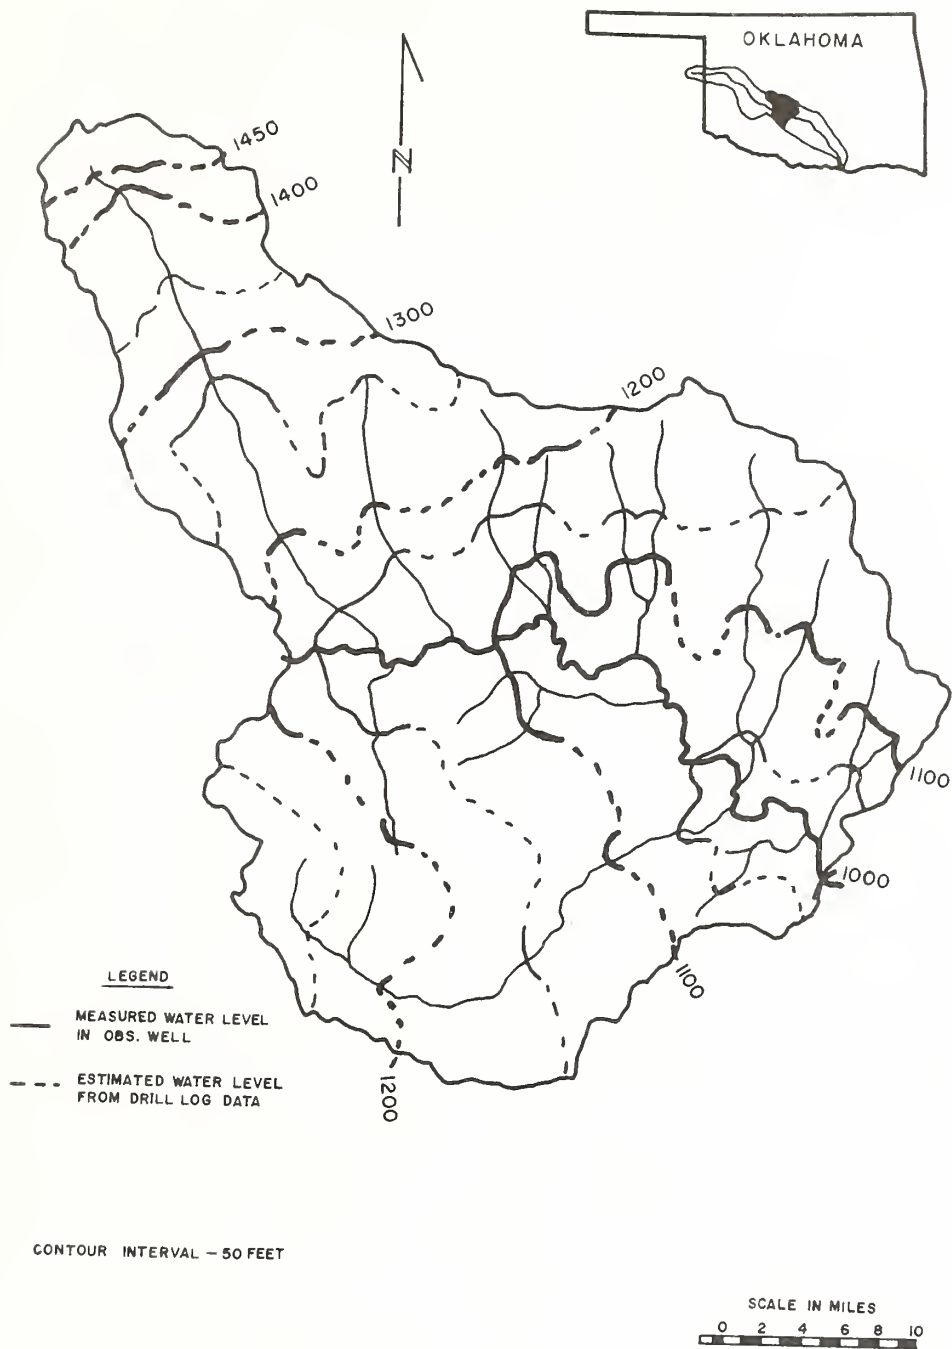 OKLAHOMA
N
1450
1400
1300
1200
1100
1000
1100
1200
LEGEND
MEASURED WATER LEVEL
IN OBS. WELL
ESTIMATED WATER LEVEL
FROM DRILL LOG DATA
CONTOUR INTERVAL – 50 FEET
SCALE IN MILES
0 2 4 6 8 10